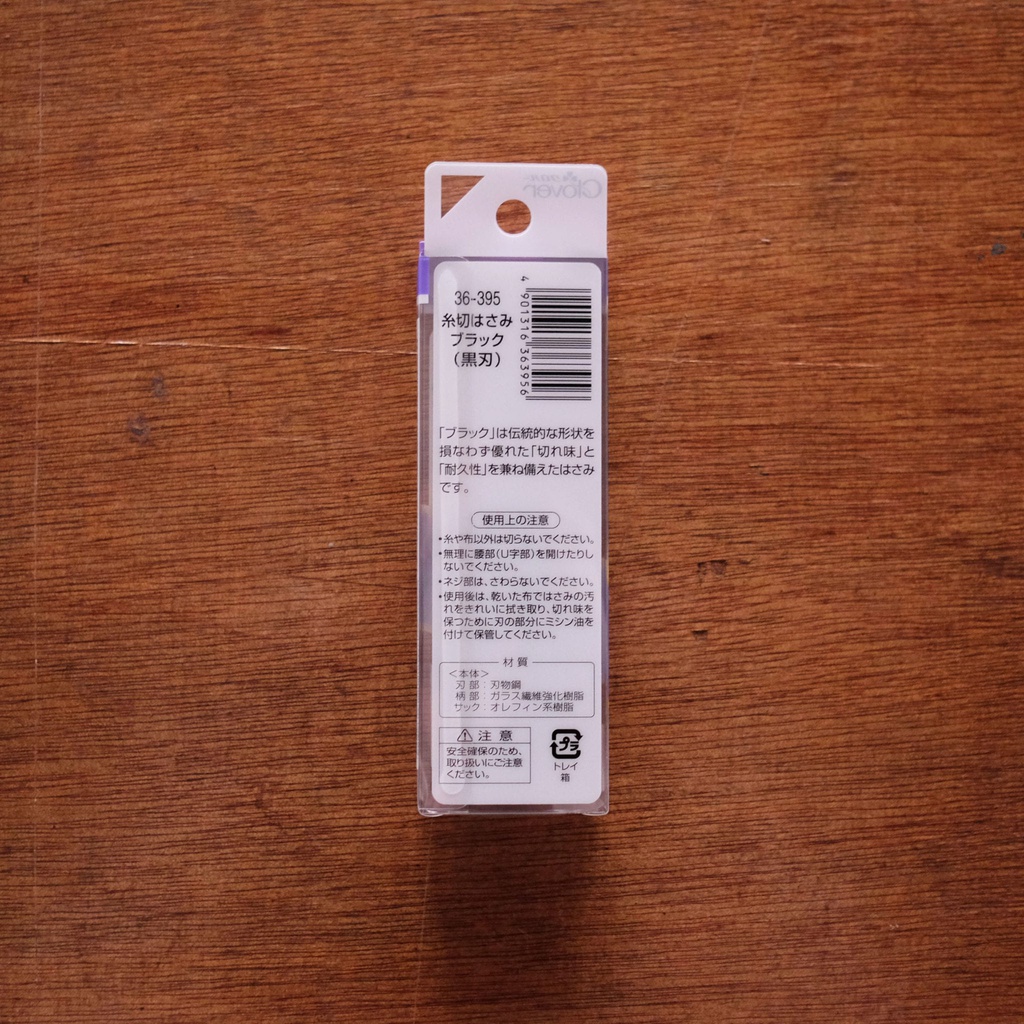 クロバー
Clover
36-395
糸切はさみ
ブラック
（黒刃）
4 901316 363956
「ブラック」は伝統的な形状を
損なわず優れた「切れ味」と
「耐久性」を兼ね備えたはさみ
です。
使用上の注意
・糸や布以外は切らないでください。
・無理に腰部（U字部）を開けたりし
ないでください。
・ネジ部は、さわらないでください。
・使用後は、乾いた布ではさみの汚
れをきれいに拭き取り、切れ味を
保つために刃の部分にミシン油を
付けて保管してください。
材質
＜本体＞
刃部：刃物鋼
柄部：ガラス繊維強化樹脂
サック：オレフィン系樹脂
⚠注意
安全確保のため、
取り扱いにご注意
ください。
プラ
トレイ
箱